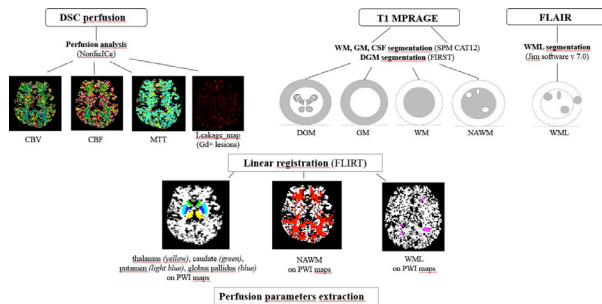 DSC perfusion
Perfusion analysis
(NordicICe)
CBV
CBF
MTT
Leakage_map
(Gd+ lesions)
T1 MPRAGE
WM, GM, CSF segmentation (SPM CAT12)
DGM segmentation (FIRST)
DGM
GM
WM
NAWM
FLAIR
WML segmentation
(Jim software v 7.0)
WML
Linear registration (FLIRT)
thalamus (yellow), caudate (green),
putamen (light blue), globus pallidus (blue)
on PWI maps
NAWM
on PWI maps
WML
on PWI maps
Perfusion parameters extraction